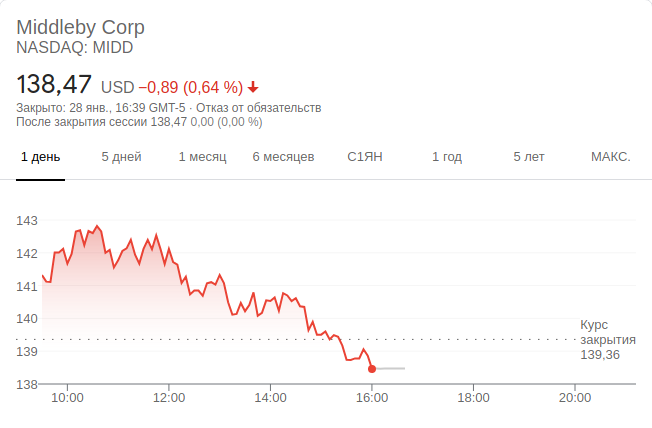 Middleby Corp
NASDAQ: MIDD
138,47 USD −0,89 (0,64 %)
Закрыто: 28 янв., 16:39 GMT-5 · Отказ от обязательств
После закрытия сессии 138,47 0,00 (0,00 %)
1 день 5 дней 1 месяц 6 месяцев С1ЯН 1 год 5 лет МАКС.
143
142
141
140
Курс
закрытия
139,36
139
138
10:00 12:00 14:00 16:00 18:00 20:00